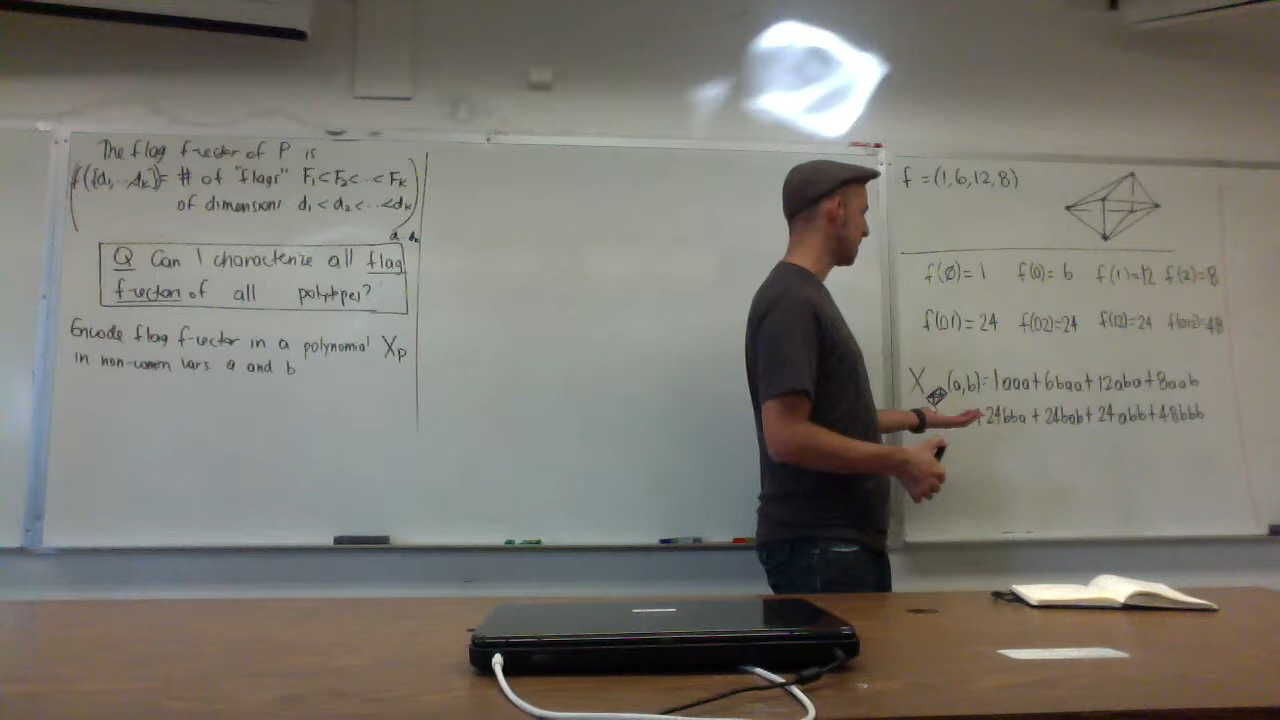 The flag f-vector of P is
f({d1,...dk})= # of "flags" F1<F2<...<Fk
of dimensions d1<d2<...<dk
Q Can I characterize all flag
f-vectors of all polytopes?
Encode flag f-vector in a polynomial XP
in non-comm vars a and b
f=(1,6,12,8)
f(∅)=1 f(0)=6 f(1)=12 f(2)=8
f(01)=24 f(02)=24 f(12)=24 f(012)=48
X (a,b)=1aaa+6baa+12aba+8aab
+24bba+24bab+24abb+48bbb